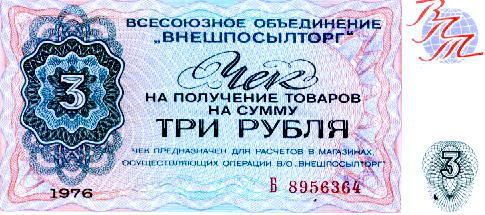 ВСЕСОЮЗНОЕ ОБЪЕДИНЕНИЕ
„ВНЕШПОСЫЛТОРГ"
ВПТ
Чек
НА ПОЛУЧЕНИЕ ТОВАРОВ
НА СУММУ
3
ТРИ РУБЛЯ
ЧЕК ПРЕДНАЗНАЧЕН ДЛЯ РАСЧЕТОВ В МАГАЗИНАХ,
ОСУЩЕСТВЛЯЮЩИХ ОПЕРАЦИИ В/О „ВНЕШПОСЫЛТОРГ"
3
1976
Б 8956364